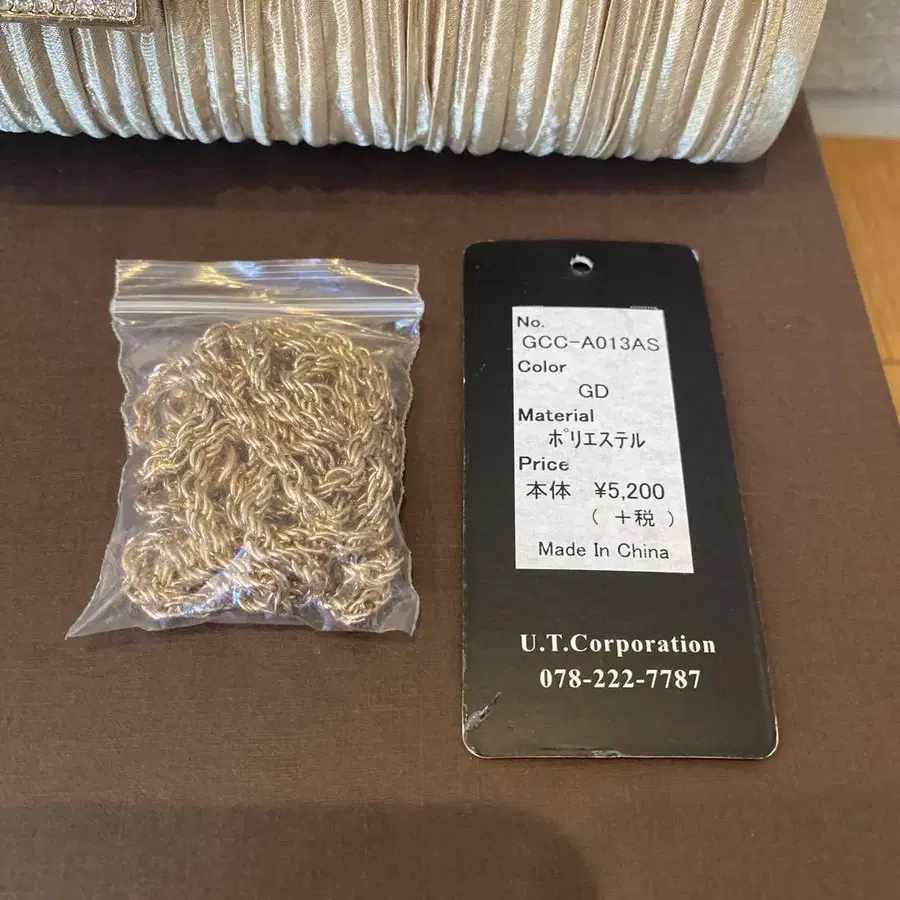 No.
GCC-A013AS
Color
GD
Material
ポリエステル
Price
本体 ¥5,200
( +税 )
Made In China
U.T.Corporation
078-222-7787